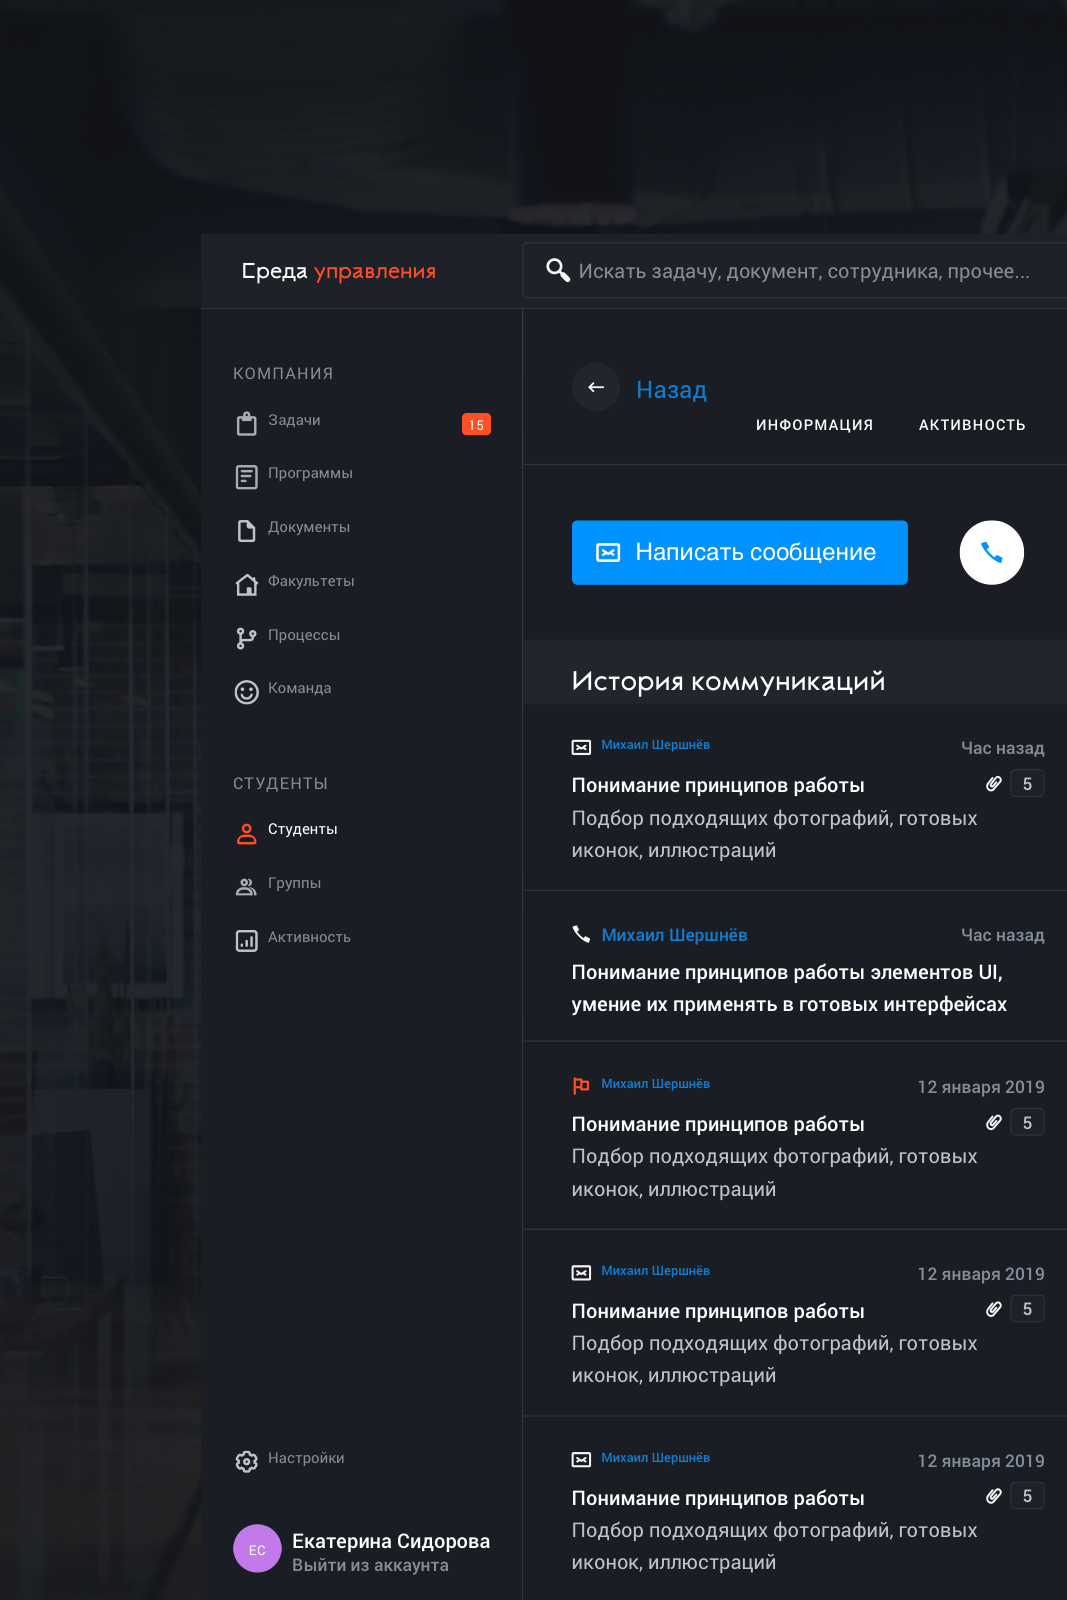 Ереда управления
Искать задачу, документ, сотрудника, прочее...
КОМПАНИЯ
Задачи
15
Программы
Документы
Факультеты
Процессы
Команда
СТУДЕНТЫ
Студенты
Группы
Активность
Настройки
ЕС
Екатерина Сидорова
Выйти из аккаунта
Назад
ИНФОРМАЦИЯ
АКТИВНОСТЬ
Написать сообщение
История коммуникаций
Михаил Шершнёв
Час назад
Понимание принципов работы
5
Подбор подходящих фотографий, готовых
иконок, иллюстраций
Михаил Шершнёв
Час назад
Понимание принципов работы элементов UI,
умение их применять в готовых интерфейсах
Михаил Шершнёв
12 января 2019
Понимание принципов работы
5
Подбор подходящих фотографий, готовых
иконок, иллюстраций
Михаил Шершнёв
12 января 2019
Понимание принципов работы
5
Подбор подходящих фотографий, готовых
иконок, иллюстраций
Михаил Шершнёв
12 января 2019
Понимание принципов работы
5
Подбор подходящих фотографий, готовых
иконок, иллюстраций